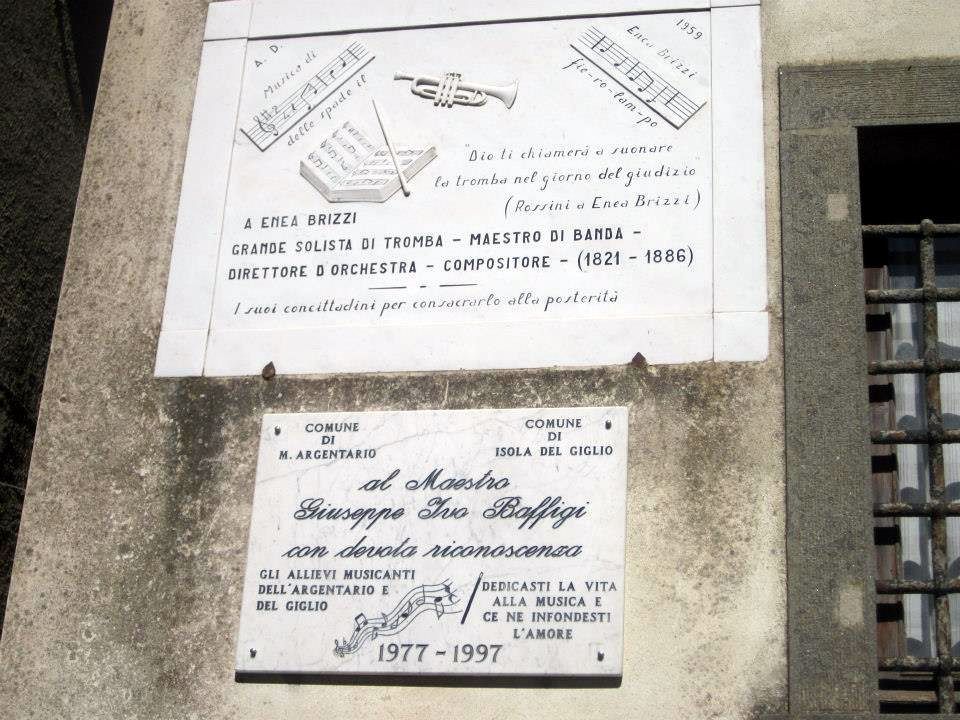 A. D. 1959
Musica di Enea Brizzi
delle spade il fie-ro-lam-po
"Dio ti chiamerà a suonare
la tromba nel giorno del giudizio"
(Rossini a Enea Brizzi)
A ENEA BRIZZI
GRANDE SOLISTA DI TROMBA - MAESTRO DI BANDA -
DIRETTORE D'ORCHESTRA - COMPOSITORE - (1821 - 1886)
I suoi concittadini per consacrarlo alla posterità
COMUNE
DI
M. ARGENTARIO
COMUNE
DI
ISOLA DEL GIGLIO
al Maestro
Giuseppe Ivo Baffigi
con devota riconoscenza
GLI ALLIEVI MUSICANTI
DELL'ARGENTARIO E
DEL GIGLIO
DEDICASTI LA VITA
ALLA MUSICA E
CE NE INFONDESTI
L'AMORE
1977 - 1997